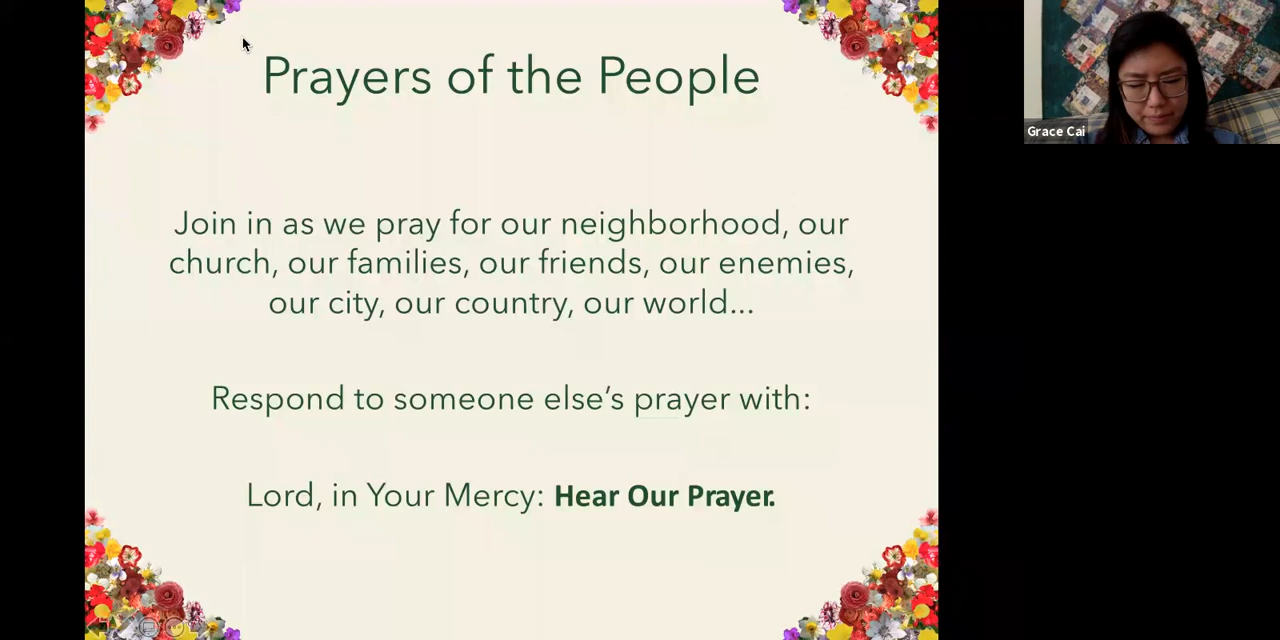 Prayers of the People
Join in as we pray for our neighborhood, our
church, our families, our friends, our enemies,
our city, our country, our world...
Respond to someone else’s prayer with:
Lord, in Your Mercy: Hear Our Prayer.
Grace Cai